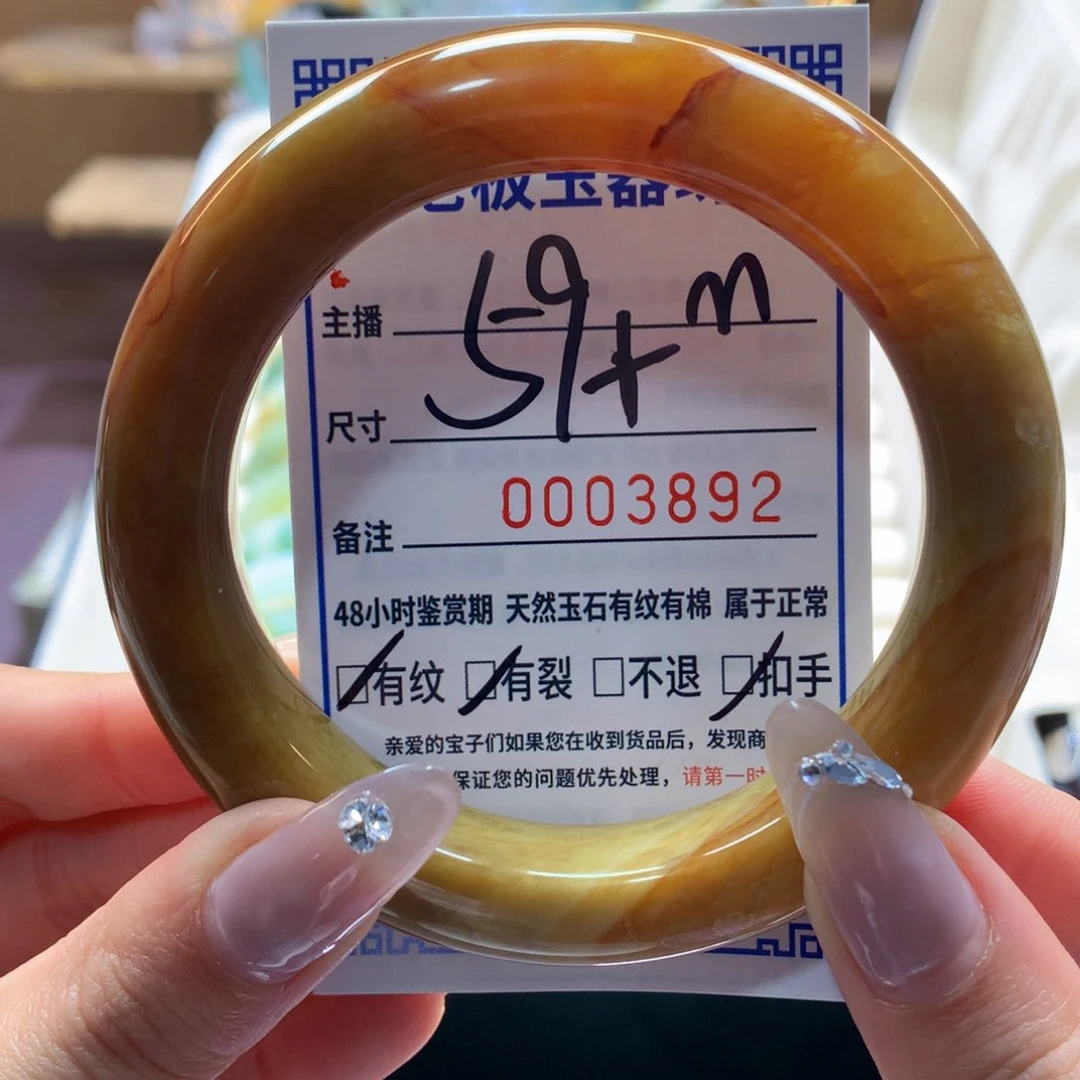 板玉器
59+ m
主播
尺寸
0003892
备注
48小时鉴赏期 天然玉石有纹有棉 属于正常
□有纹 □有裂 □不退 □扣手
亲爱的宝子们如果您在收到货品后，发现商
保证您的问题优先处理，请第一时